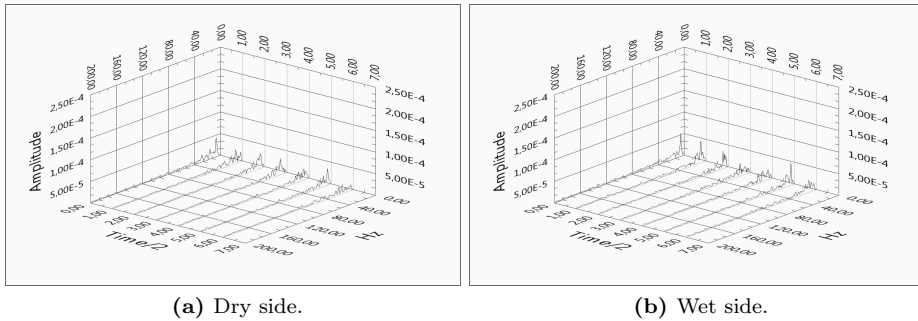 200.00 160.00 120.00 80.00 40.00 0.00 1.00 2.00 3.00 4.00 5.00 6.00 7.00
2.50E-4 2.00E-4 1.50E-4 1.00E-4 5.00E-5
Amplitude
2.50E-4 2.00E-4 1.50E-4 1.00E-4 5.00E-5
0.00 1.00 2.00 3.00 4.00 5.00 6.00 7.00
Time/2
200.00 160.00 120.00 80.00 40.00 0.00
Hz
(a) Dry side.
200.00 160.00 120.00 80.00 40.00 0.00 1.00 2.00 3.00 4.00 5.00 6.00 7.00
2.50E-4 2.00E-4 1.50E-4 1.00E-4 5.00E-5
Amplitude
2.50E-4 2.00E-4 1.50E-4 1.00E-4 5.00E-5
0.00 1.00 2.00 3.00 4.00 5.00 6.00 7.00
Time/2
200.00 160.00 120.00 80.00 40.00 0.00
Hz
(b) Wet side.